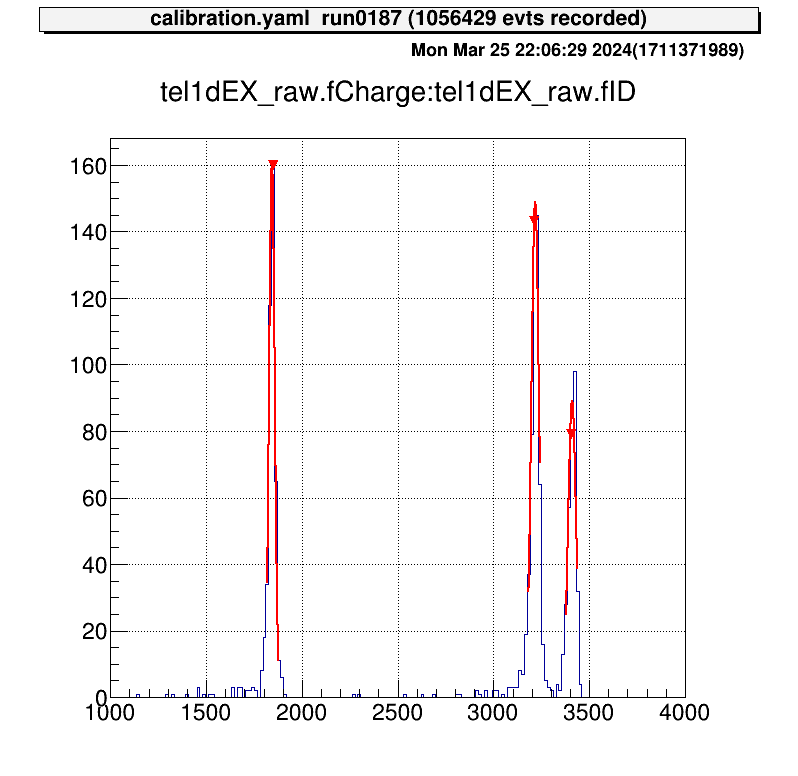 calibration.yaml run0187 (1056429 evts recorded)
Mon Mar 25 22:06:29 2024(1711371989)
tel1dEX_raw.fCharge:tel1dEX_raw.fID
160
140
120
100
80
60
40
20
0
1000 1500 2000 2500 3000 3500 4000